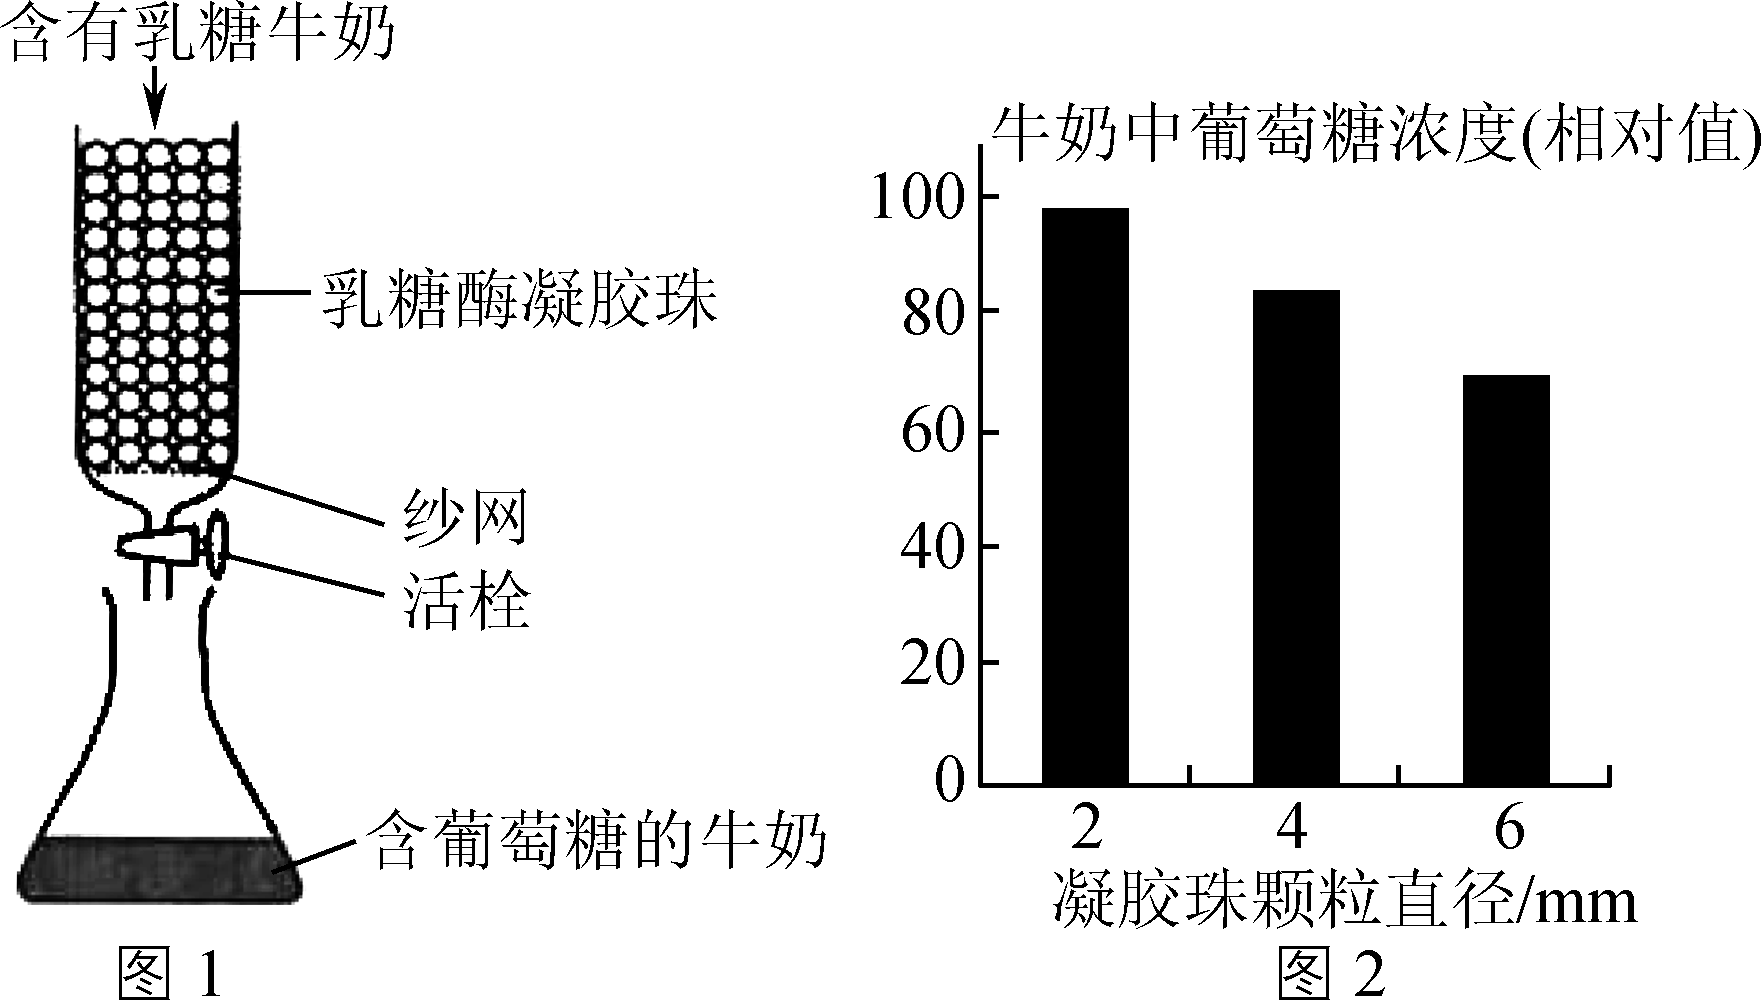 含有乳糖牛奶
乳糖酶凝胶珠
纱网
活栓
含葡萄糖的牛奶
图 1
牛奶中葡萄糖浓度(相对值)
100
80
60
40
20
0
2 4 6
凝胶珠颗粒直径/mm
图 2